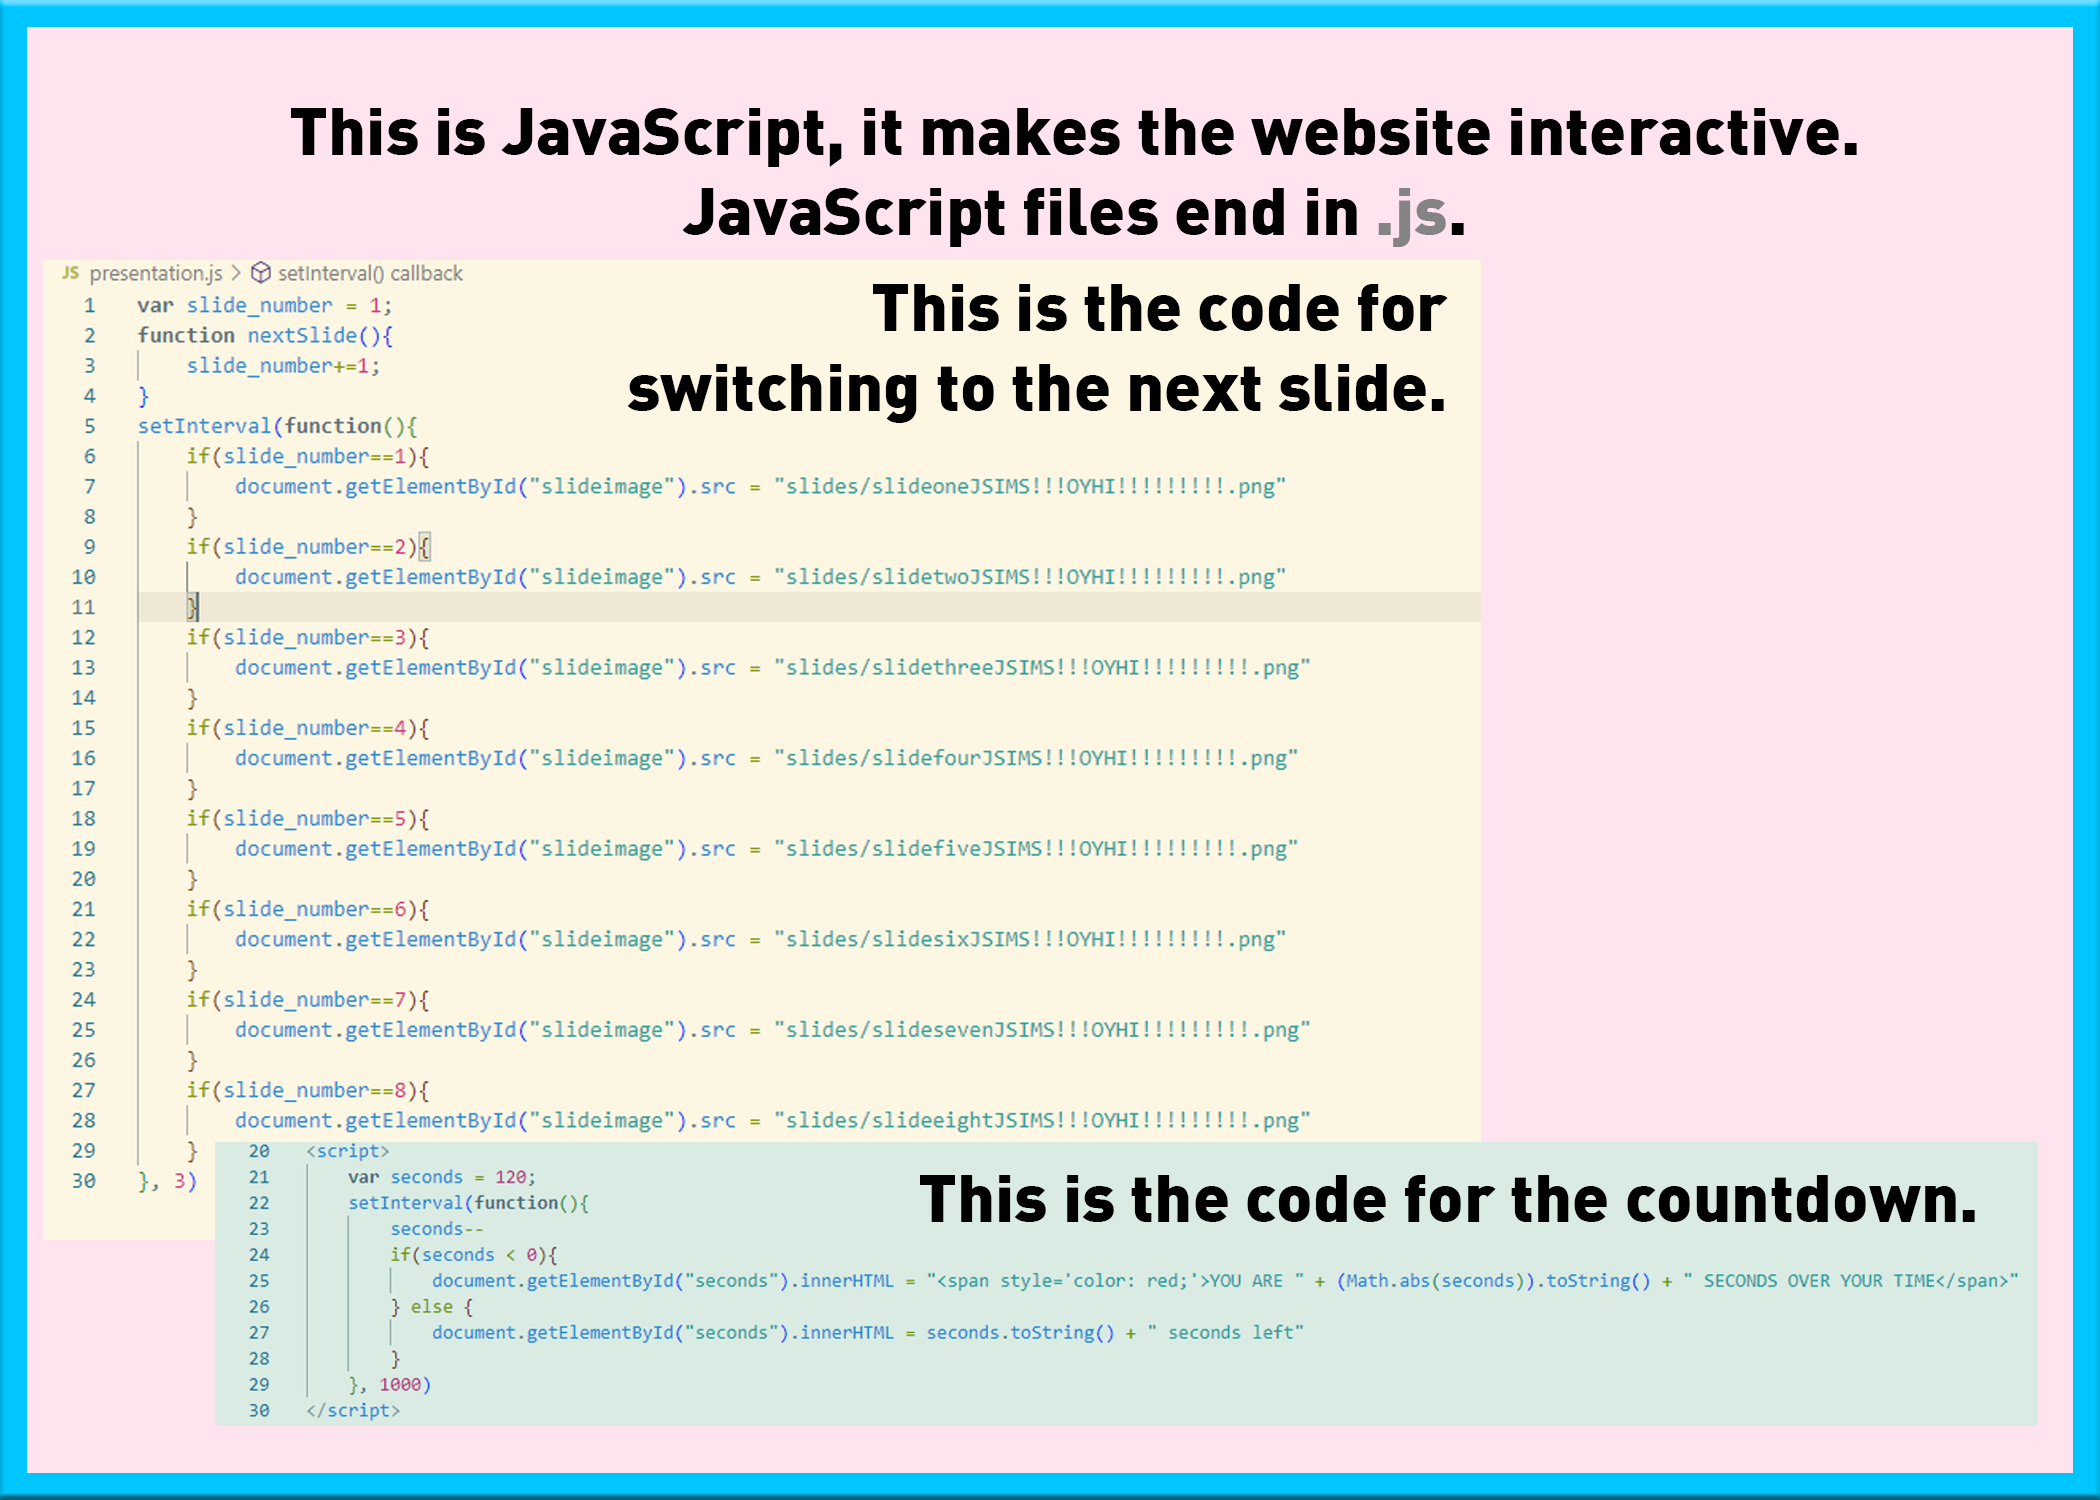 This is JavaScript, it makes the website interactive.
JavaScript files end in .js.
JS presentation.js > setInterval() callback
This is the code for
switching to the next slide.
1 var slide_number = 1;
2 function nextSlide(){
3 slide_number+=1;
4 }
5 setInterval(function(){
6 if(slide_number==1){
7 document.getElementById("slideimage").src = "slides/slideoneJSIMS!!!OYHI!!!!!!!!!.png"
8 }
9 if(slide_number==2){
10 document.getElementById("slideimage").src = "slides/slidetwoJSIMS!!!OYHI!!!!!!!!!.png"
11 }
12 if(slide_number==3){
13 document.getElementById("slideimage").src = "slides/slidethreeJSIMS!!!OYHI!!!!!!!!!.png"
14 }
15 if(slide_number==4){
16 document.getElementById("slideimage").src = "slides/slidefourJSIMS!!!OYHI!!!!!!!!!.png"
17 }
18 if(slide_number==5){
19 document.getElementById("slideimage").src = "slides/slidefiveJSIMS!!!OYHI!!!!!!!!!.png"
20 }
21 if(slide_number==6){
22 document.getElementById("slideimage").src = "slides/slidesixJSIMS!!!OYHI!!!!!!!!!.png"
23 }
24 if(slide_number==7){
25 document.getElementById("slideimage").src = "slides/slidesevenJSIMS!!!OYHI!!!!!!!!!.png"
26 }
27 if(slide_number==8){
28 document.getElementById("slideimage").src = "slides/slideeightJSIMS!!!OYHI!!!!!!!!!.png"
29 }
30 }, 3)
This is the code for the countdown.
20 <script>
21 var seconds = 120;
22 setInterval(function(){
23 seconds--
24 if(seconds < 0){
25 document.getElementById("seconds").innerHTML = "<span style='color: red;'>YOU ARE " + (Math.abs(seconds)).toString() + " SECONDS OVER YOUR TIME</span>"
26 } else {
27 document.getElementById("seconds").innerHTML = seconds.toString() + " seconds left"
28 }
29 }, 1000)
30 </script>